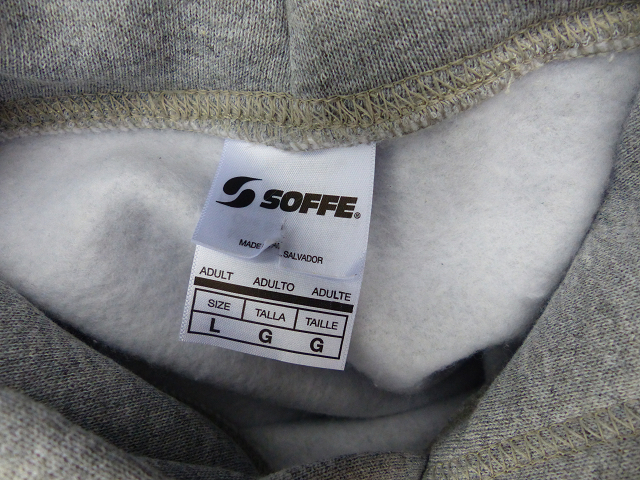 SOFFE®
MADE SALVADOR
ADULT ADULTO ADULTE
SIZE TALLA TAILLE
L G G